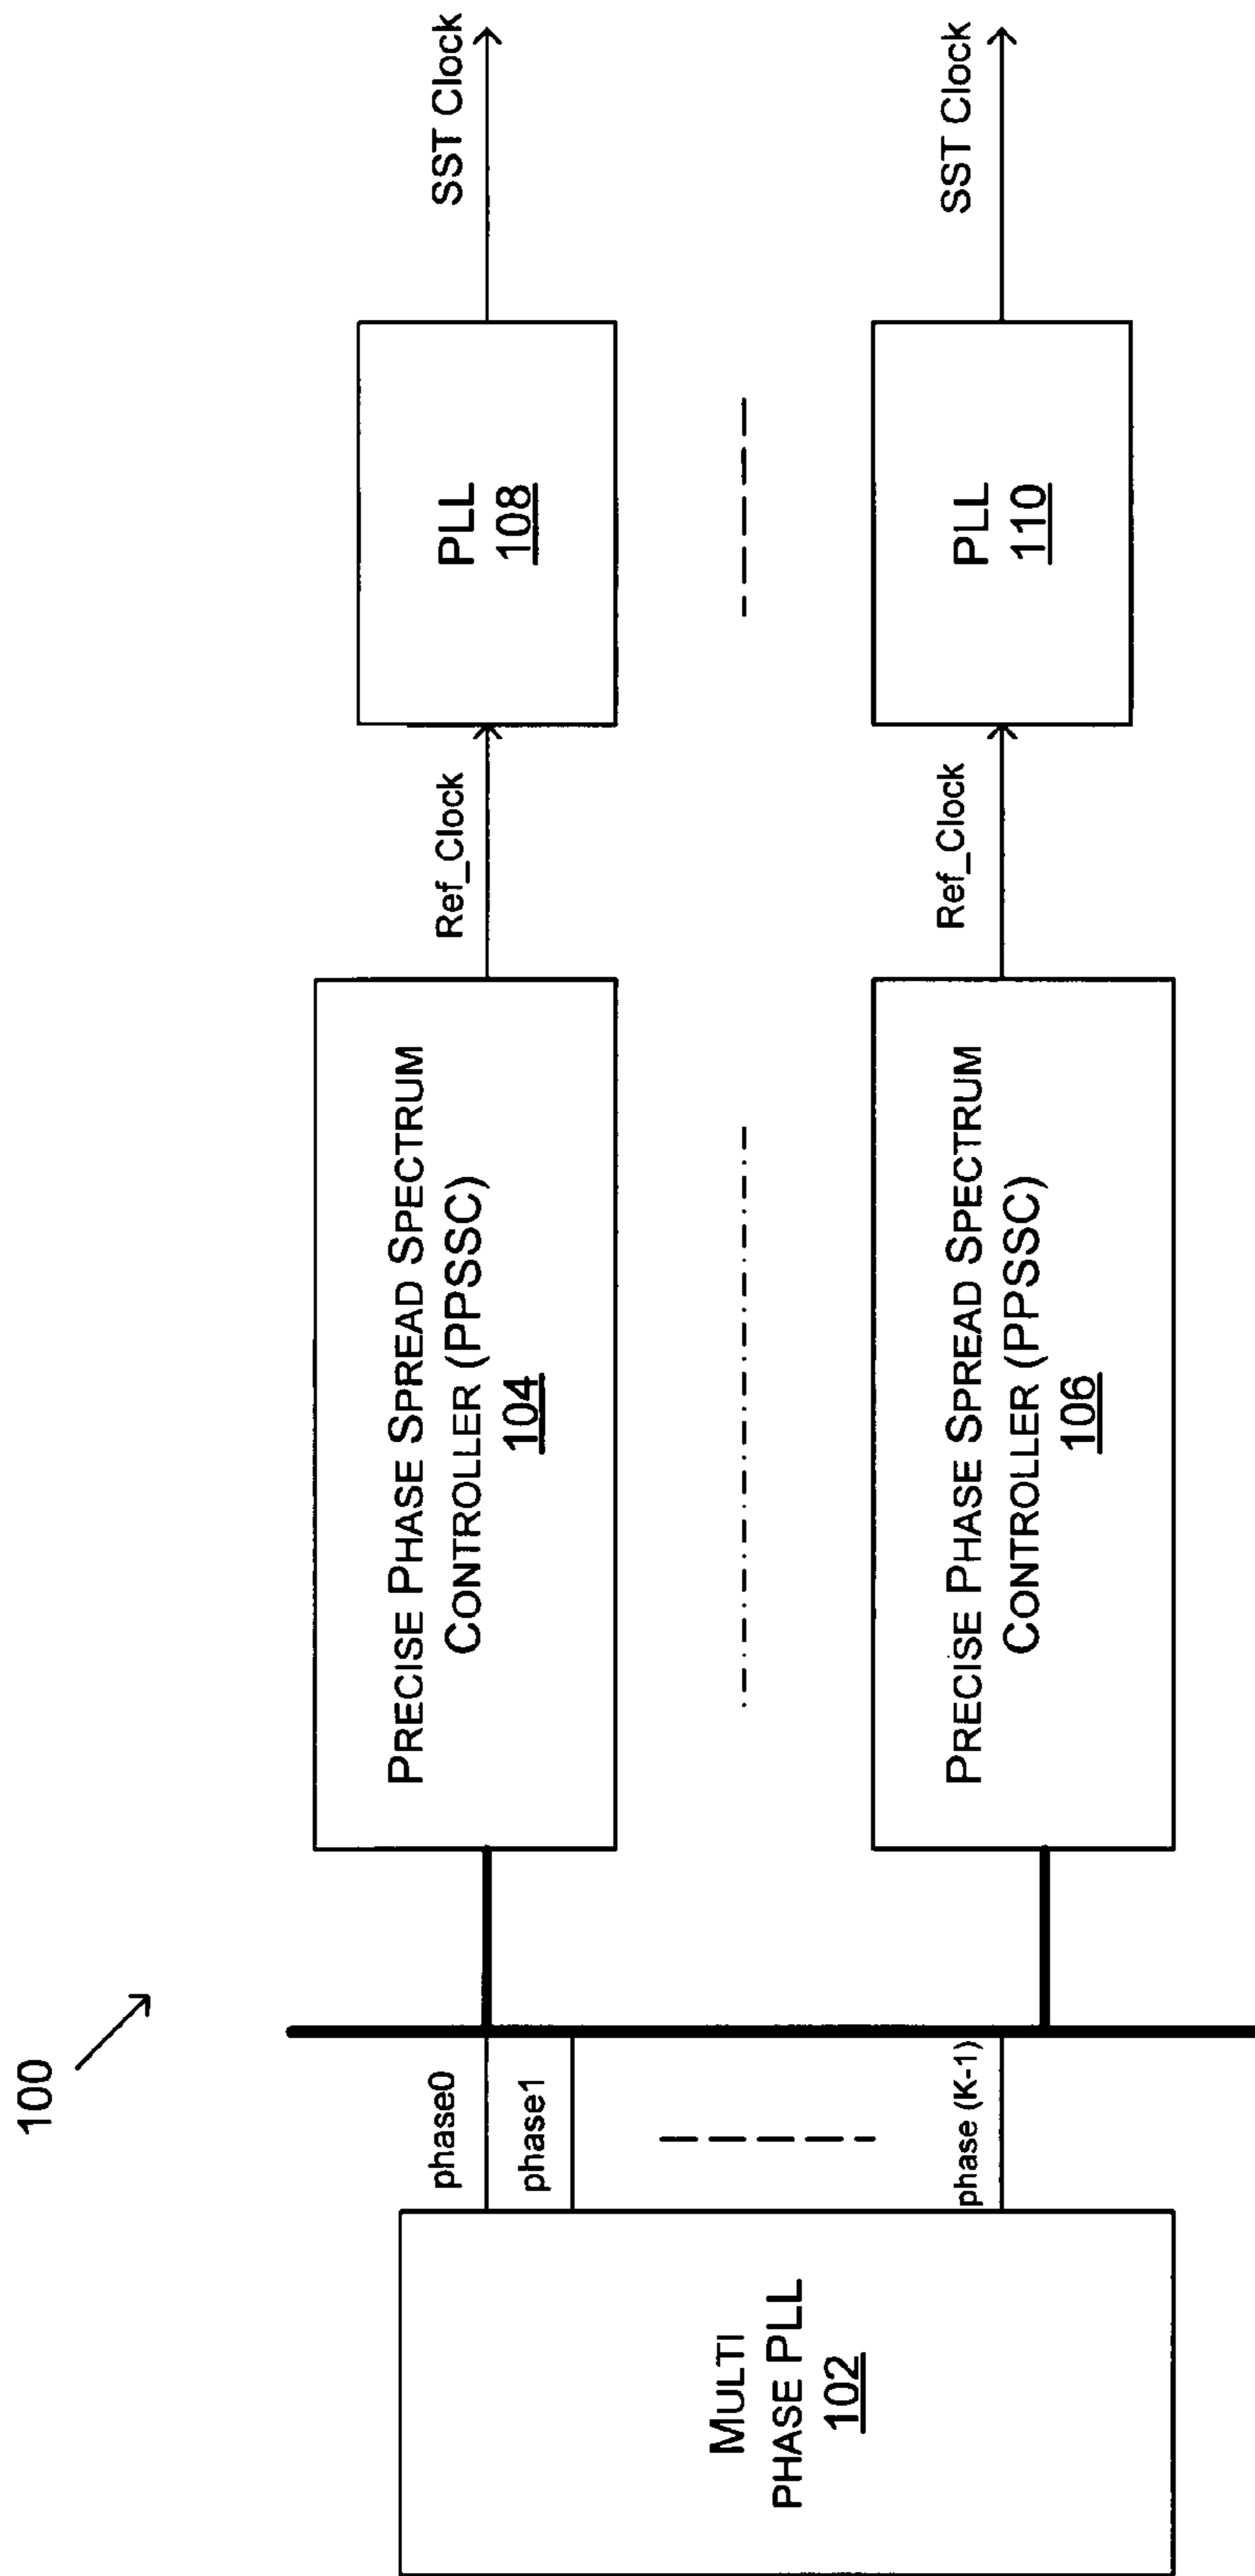 100
MULTI
PHASE PLL
102
phase0
phase1
phase (K-1)
PRECISE PHASE SPREAD SPECTRUM
CONTROLLER (PPSSC)
104
Ref_Clock
PLL
108
SST Clock
PRECISE PHASE SPREAD SPECTRUM
CONTROLLER (PPSSC)
106
Ref_Clock
PLL
110
SST Clock